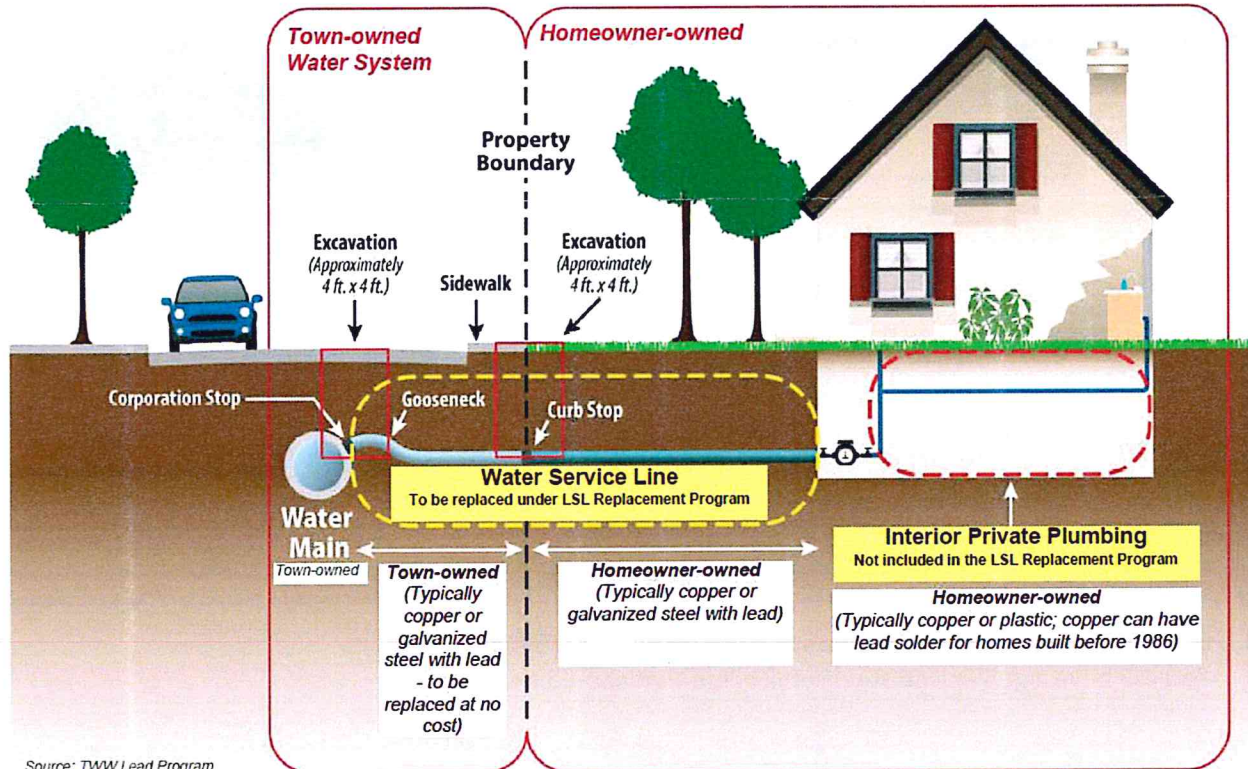 Town-owned
Water System
Homeowner-owned
Property
Boundary
Excavation
(Approximately
4 ft. x 4 ft.)
Sidewalk
Excavation
(Approximately
4 ft. x 4 ft.)
Corporation Stop
Gooseneck
Curb Stop
Water Service Line
To be replaced under LSL Replacement Program
Water
Main
Town-owned
Town-owned
(Typically
copper or
galvanized
steel with lead
- to be
replaced at no
cost)
Homeowner-owned
(Typically copper or
galvanized steel with lead)
Interior Private Plumbing
Not included in the LSL Replacement Program
Homeowner-owned
(Typically copper or plastic; copper can have
lead solder for homes built before 1986)
Source: TWW Lead Program